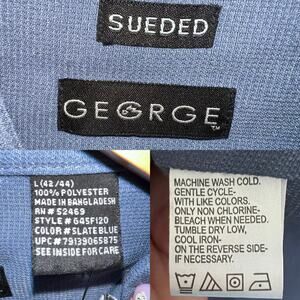 SUEDED
GEORGE
TM
L (42/44)
100% POLYESTER
MADE IN BANGLADESH
RN # 52469
STYLE # G45F120
COLOR # SLATE BLUE
UPC # 79139065875
SEE INSIDE FOR CARE
MACHINE WASH COLD.
GENTLE CYCLE-
WITH LIKE COLORS.
ONLY NON CHLORINE-
BLEACH WHEN NEEDED.
TUMBLE DRY LOW,
COOL IRON-
ON THE REVERSE SIDE-
IF NECESSARY.